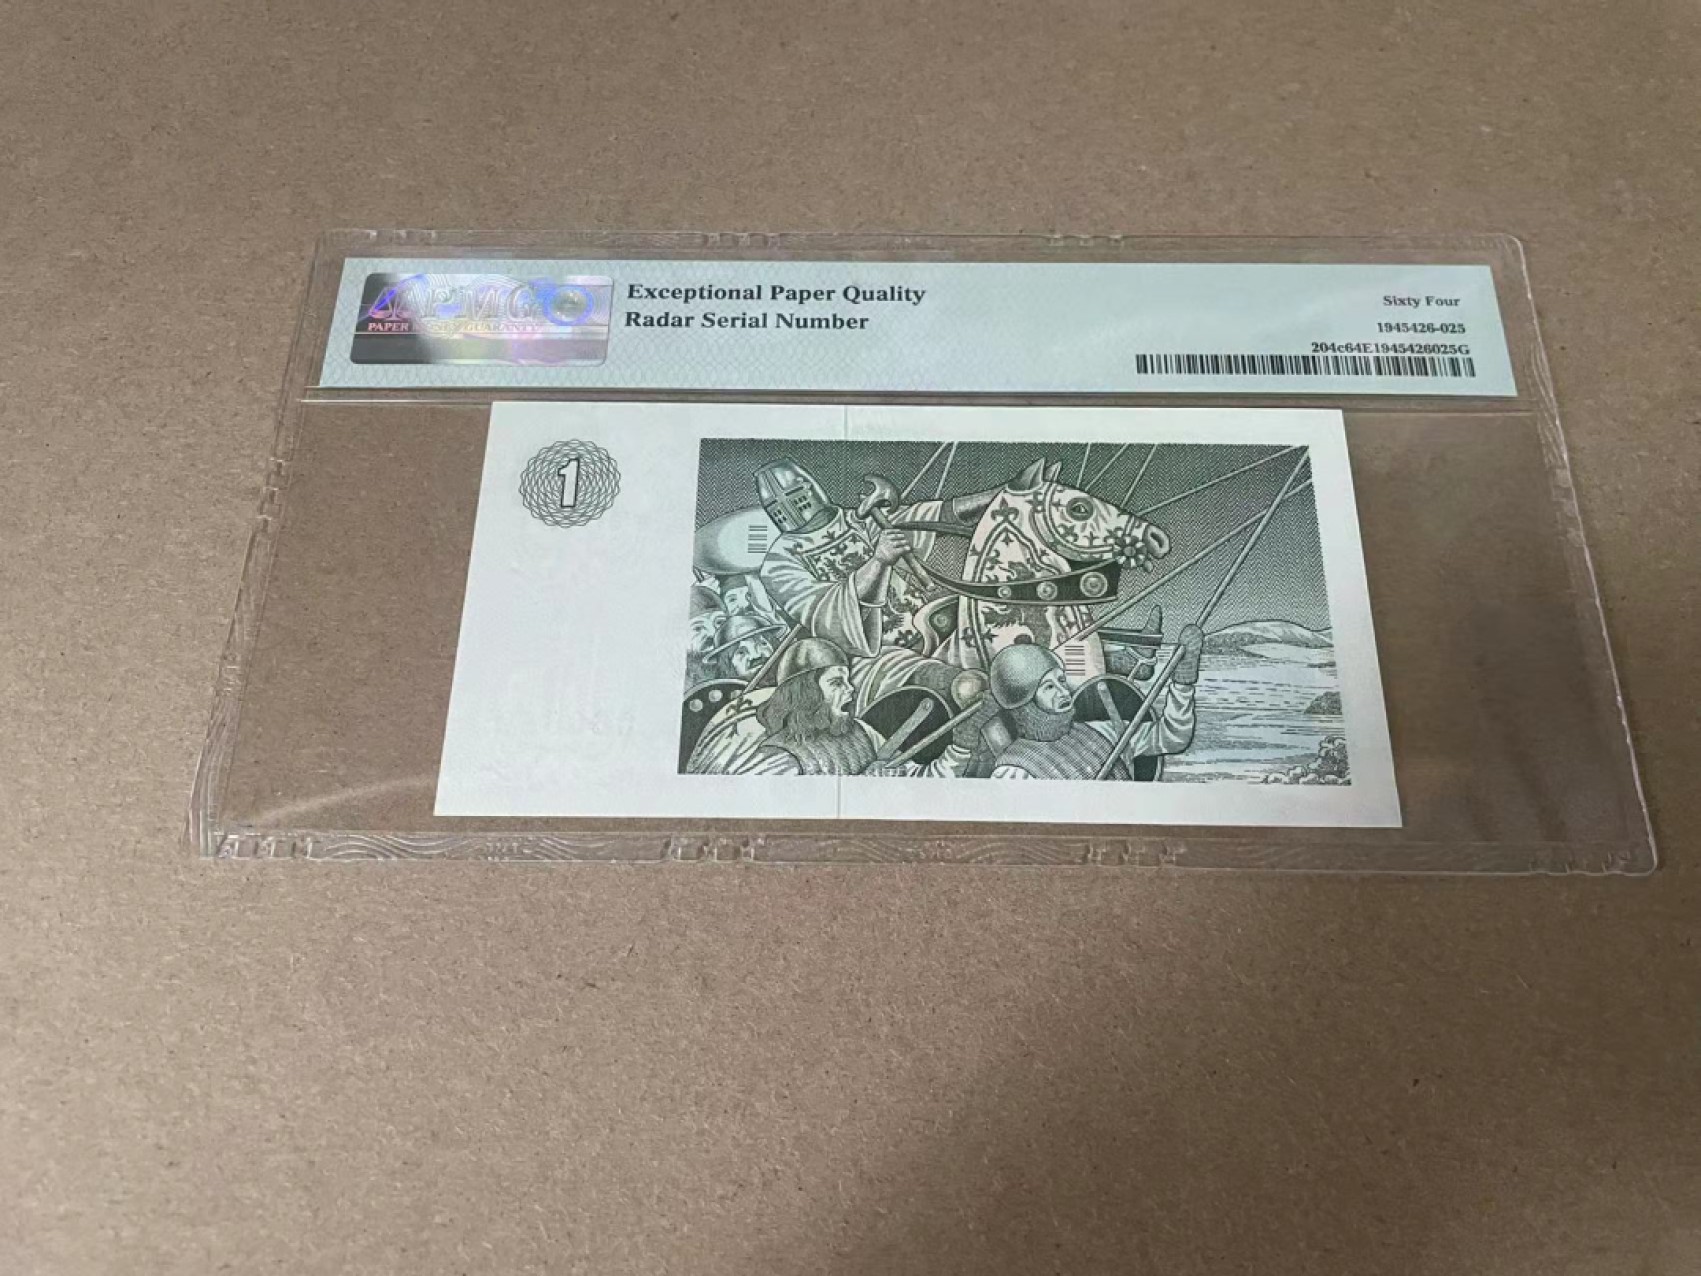 PMG
PAPER MONEY GUARANTY
Exceptional Paper Quality
Radar Serial Number
Sixty Four
1945426-025
204c64E1945426025G
1